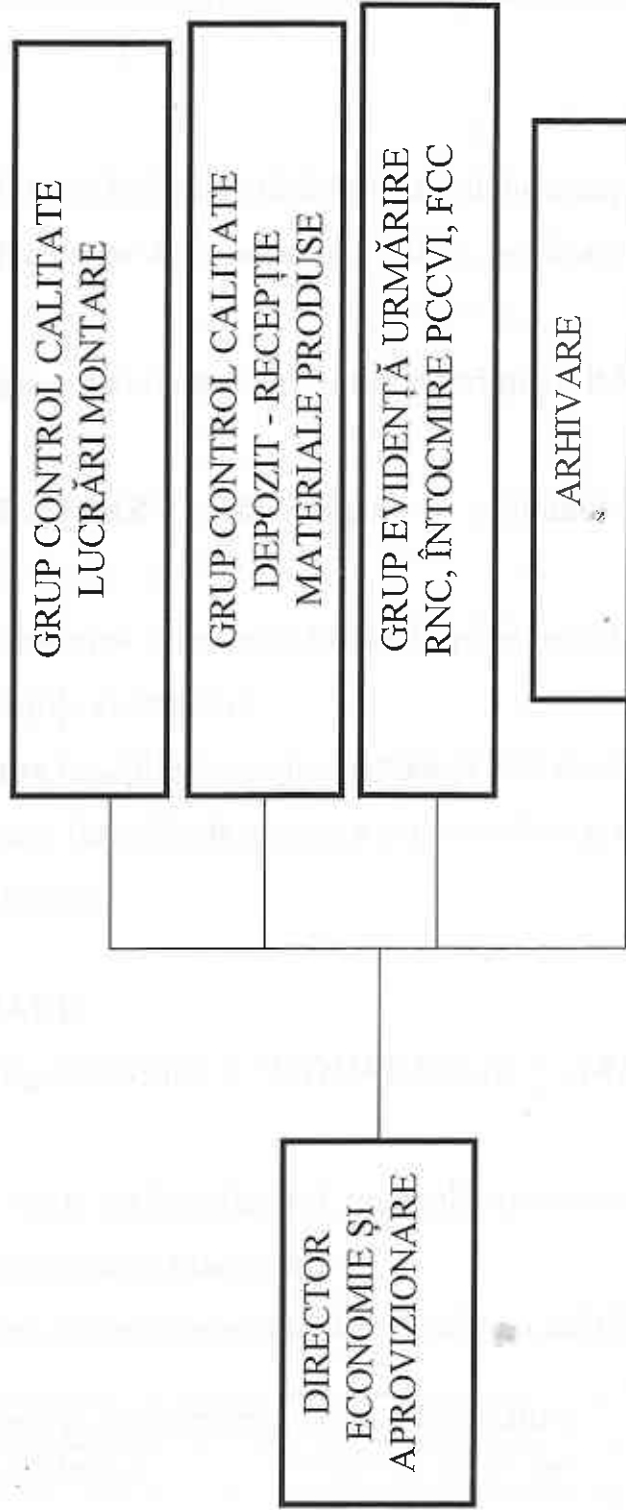 DIRECTOR
ECONOMIE ȘI
APROVIZIONARE
GRUP CONTROL CALITATE
LUCRĂRI MONTARE
GRUP CONTROL CALITATE
DEPOZIT - RECEPȚIE
MATERIALE PRODUSE
GRUP EVIDENȚĂ URMĂRIRE
RNC, ÎNTOCMIRE PCCVI, FCC
ARHIVARE